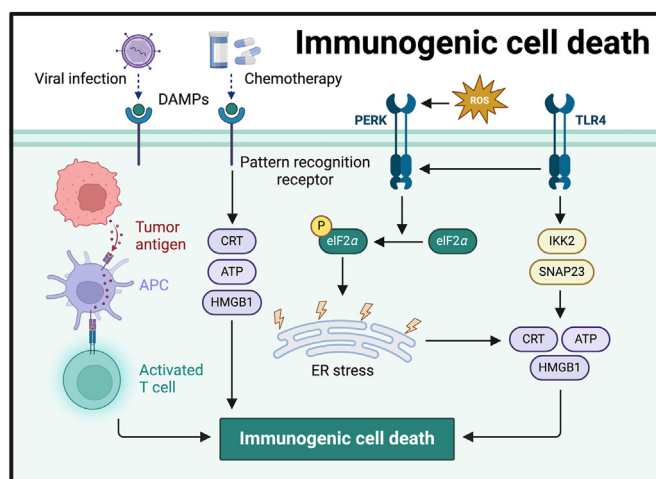 Immunogenic cell death
Viral infection
Chemotherapy
DAMPs
ROS
PERK
TLR4
Pattern recognition
receptor
Tumor
antigen
CRT
P
eIF2α
eIF2α
IKK2
APC
ATP
SNAP23
HMGB1
CRT
ATP
ER stress
HMGB1
Activated
T cell
Immunogenic cell death